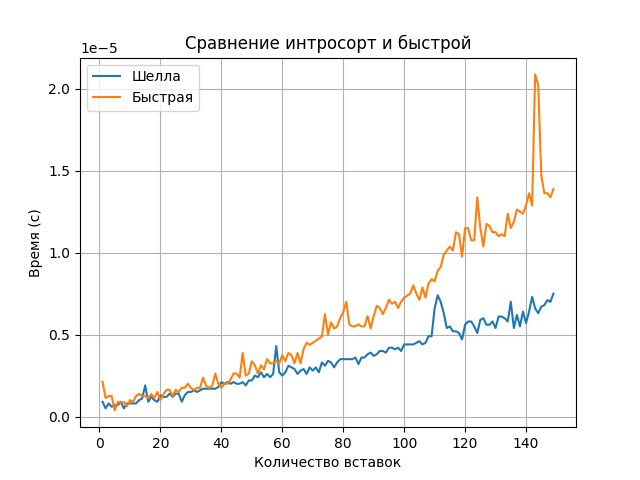 Сравнение интросорт и быстрой
1e−5
Шелла
Быстрая
2.0
1.5
1.0
0.5
0.0
Время (с)
0 20 40 60 80 100 120 140
Количество вставок